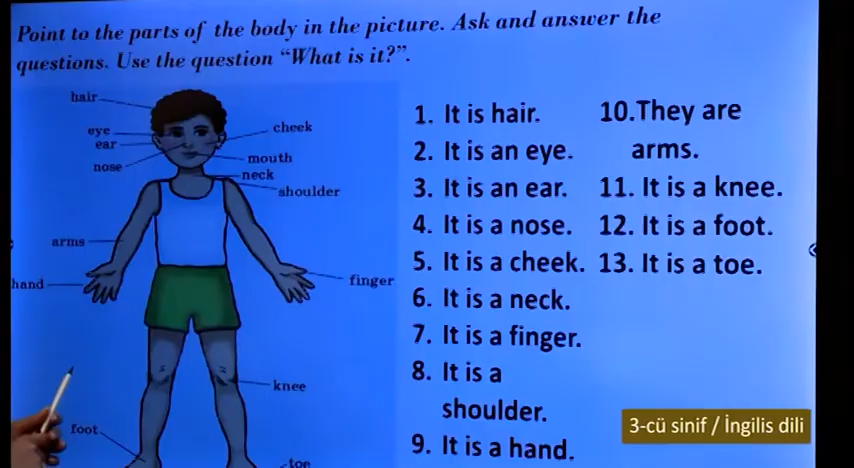 Point to the parts of the body in the picture. Ask and answer the
questions. Use the question “What is it?”.
hair
eye
ear
nose
cheek
mouth
neck
shoulder
arms
hand
finger
knee
foot
toe
1. It is hair.
2. It is an eye.
3. It is an ear.
4. It is a nose.
5. It is a cheek.
6. It is a neck.
7. It is a finger.
8. It is a
shoulder.
9. It is a hand.
10.They are
arms.
11. It is a knee.
12. It is a foot.
13. It is a toe.
3-cü sinif / İngilis dili